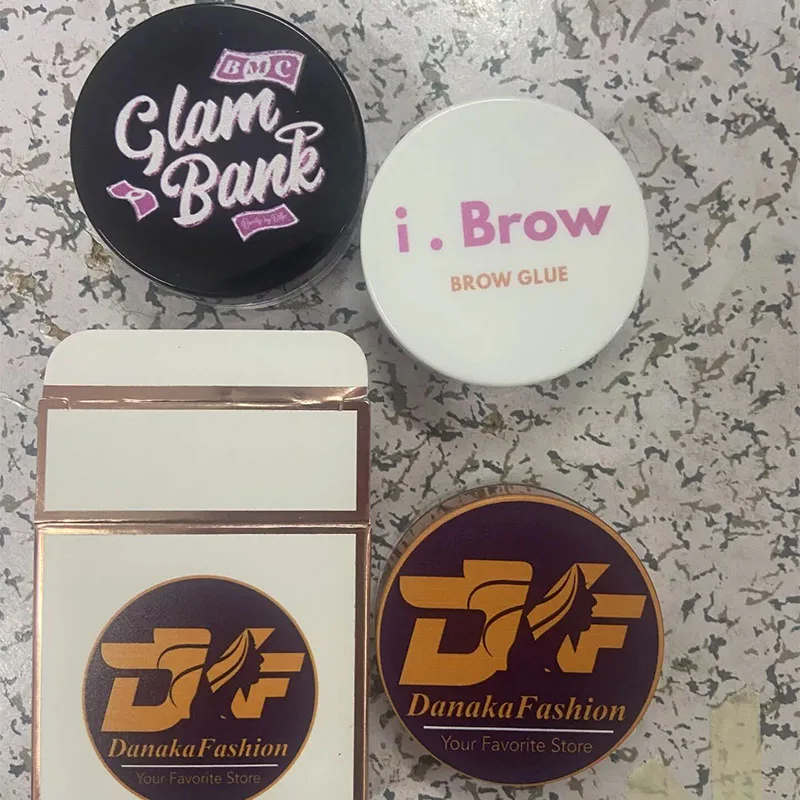 BMC
Glam
Bank
i . Brow
BROW GLUE
DF
DanakaFashion
Your Favorite Store
DF
DanakaFashion
Your Favorite Store